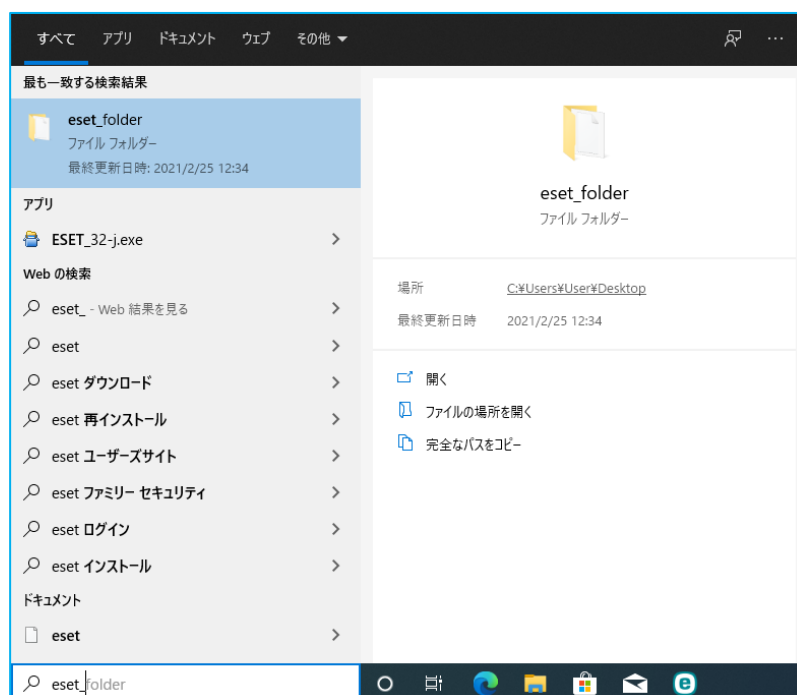 すべて アプリ ドキュメント ウェブ その他
最も一致する検索結果
eset_folder
ファイル フォルダー
最終更新日時: 2021/2/25 12:34
アプリ
ESET_32-j.exe
Web の検索
eset_ - Web 結果を見る
eset
eset ダウンロード
eset 再インストール
eset ユーザーズサイト
eset ファミリー セキュリティ
eset ログイン
eset インストール
ドキュメント
eset
eset_folder
eset_folder
ファイル フォルダー
場所 C:¥Users¥User¥Desktop
最終更新日時 2021/2/25 12:34
開く
ファイルの場所を開く
完全なパスをコピー